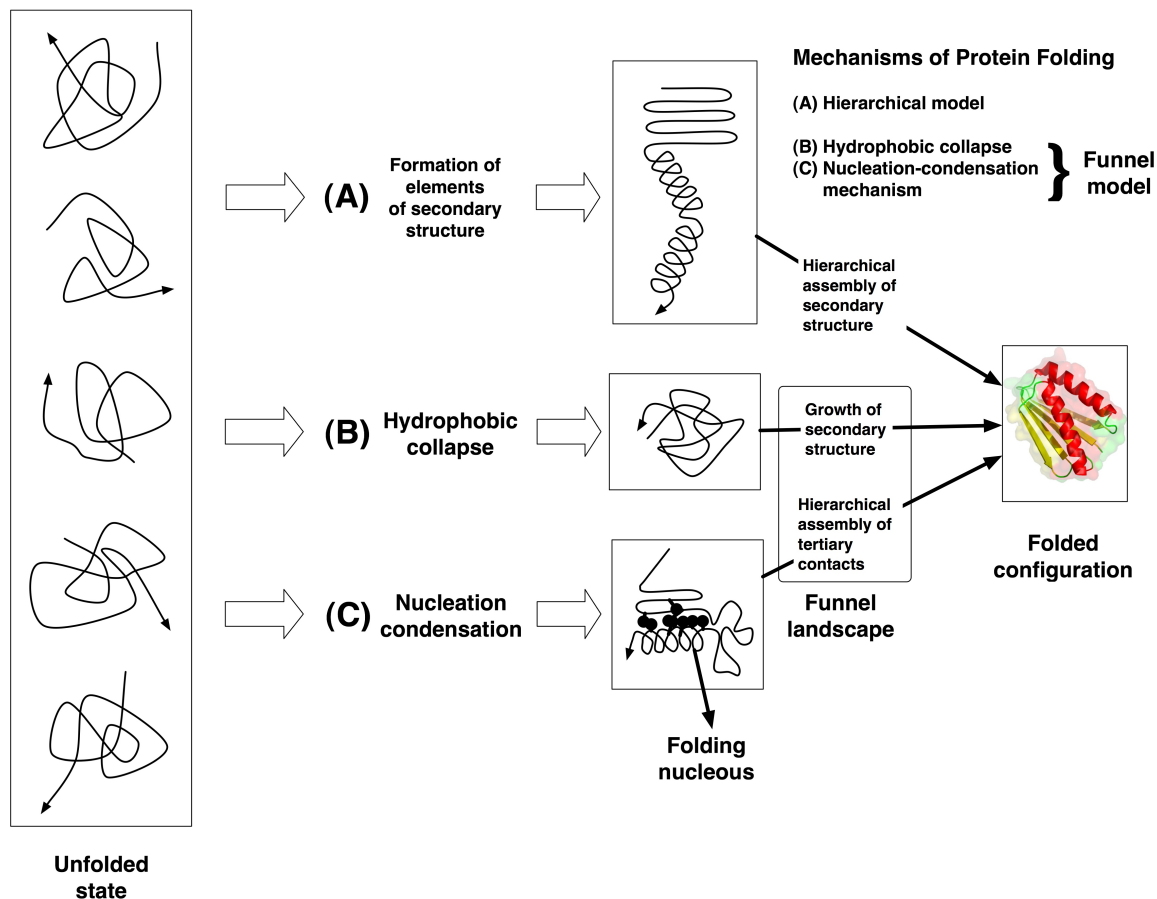 Mechanisms of Protein Folding
(A) Hierarchical model
(B) Hydrophobic collapse
(C) Nucleation-condensation
mechanism
}
Funnel
model
(A)
Formation of
elements
of secondary
structure
Hierarchical
assembly of
secondary
structure
(B)
Hydrophobic
collapse
Growth of
secondary
structure
Hierarchical
assembly of
tertiary
contacts
Folded
configuration
(C)
Nucleation
condensation
Funnel
landscape
Folding
nucleous
Unfolded
state